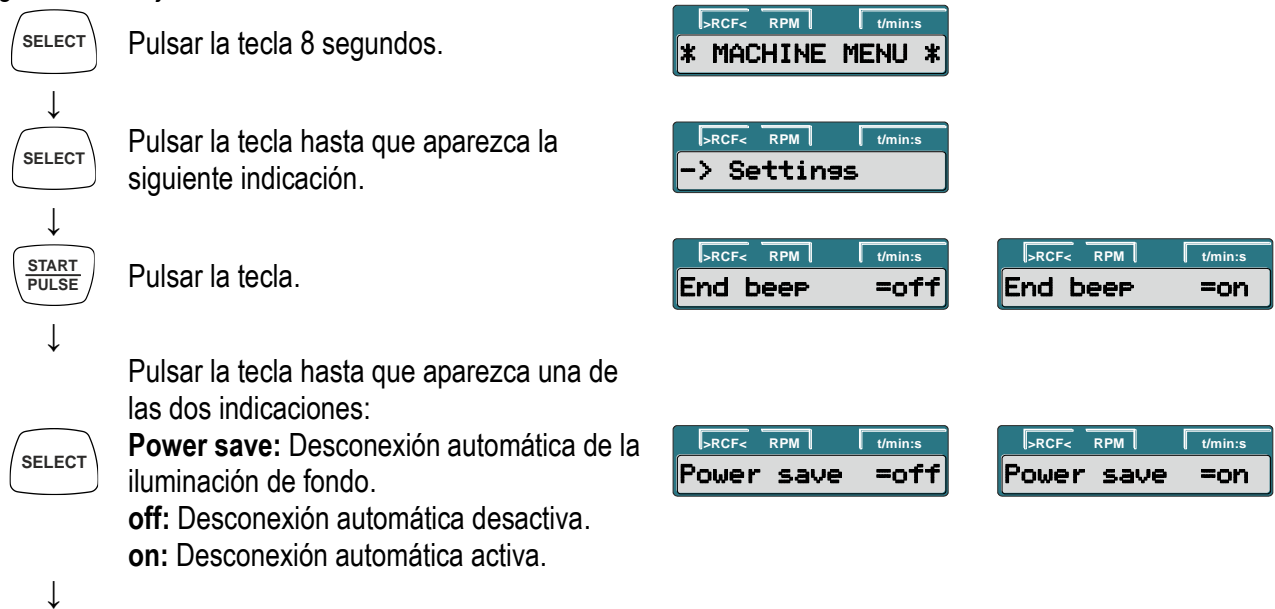 SELECT
Pulsar la tecla 8 segundos.
>RCF< RPM t/min:s
* MACHINE MENU *
↓
SELECT
Pulsar la tecla hasta que aparezca la
siguiente indicación.
>RCF< RPM t/min:s
-> Settings
↓
START
PULSE
Pulsar la tecla.
>RCF< RPM t/min:s
End beep =off
>RCF< RPM t/min:s
End beep =on
↓
SELECT
Pulsar la tecla hasta que aparezca una de
las dos indicaciones:
Power save: Desconexión automática de la
iluminación de fondo.
off: Desconexión automática desactiva.
on: Desconexión automática activa.
>RCF< RPM t/min:s
Power save =off
>RCF< RPM t/min:s
Power save =on
↓